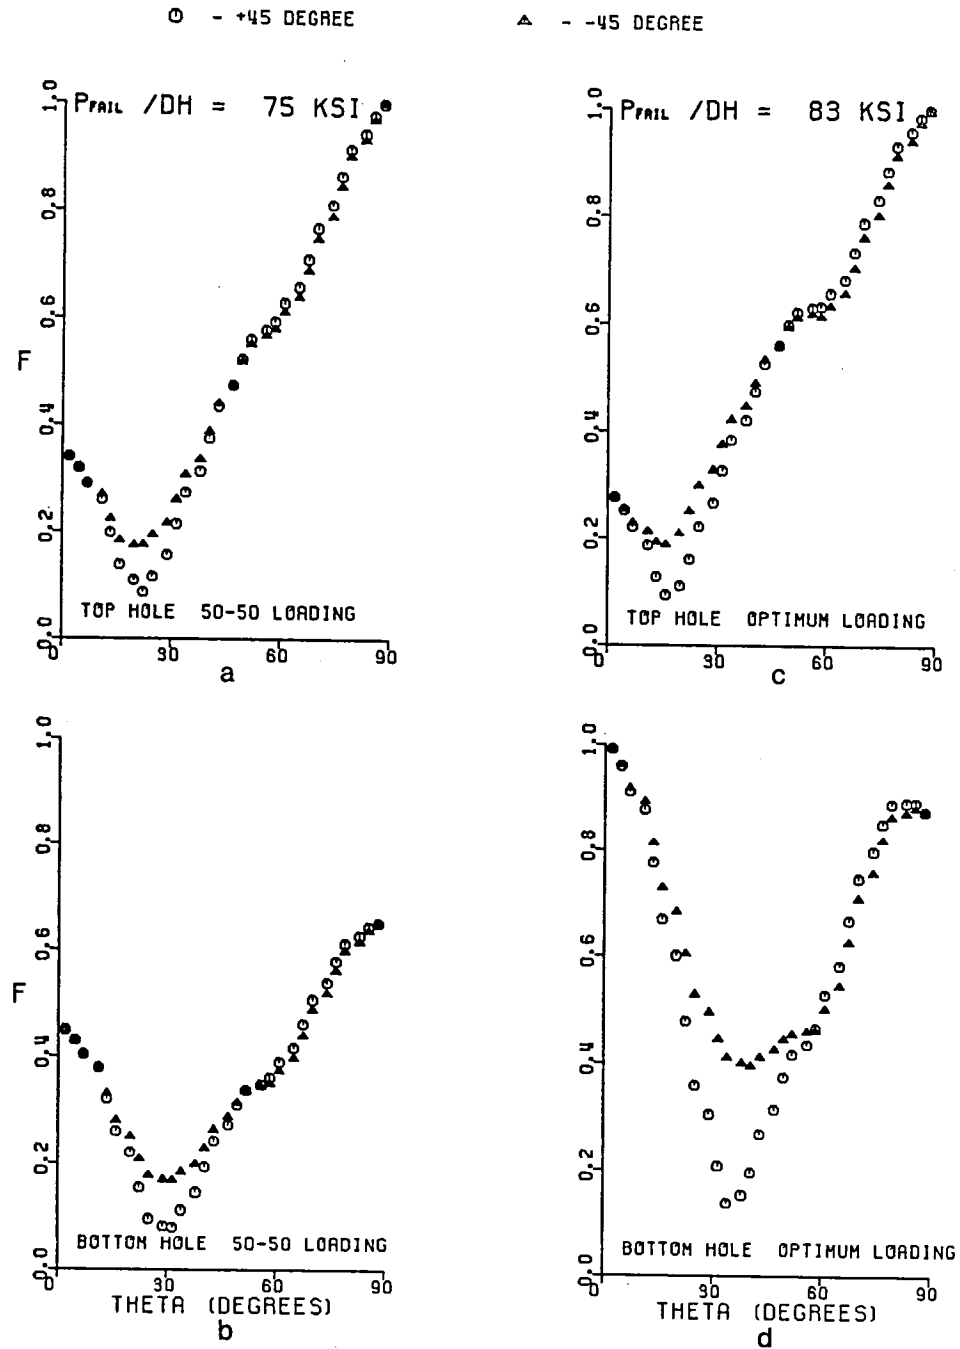 - +45 DEGREE
- -45 DEGREE
PFAIL /DH = 75 KSI
1.0
0.8
0.6
0.4
0.2
0.0
F
TOP HOLE 50-50 LOADING
0 30 60 90
a
PFAIL /DH = 83 KSI
1.0
0.8
0.6
0.4
0.2
0.0
TOP HOLE OPTIMUM LOADING
0 30 60 90
c
1.0
0.8
0.6
0.4
0.2
0.0
F
BOTTOM HOLE 50-50 LOADING
0 30 60 90
THETA (DEGREES)
b
1.0
0.8
0.6
0.4
0.2
0.0
BOTTOM HOLE OPTIMUM LOADING
0 30 60 90
THETA (DEGREES)
d